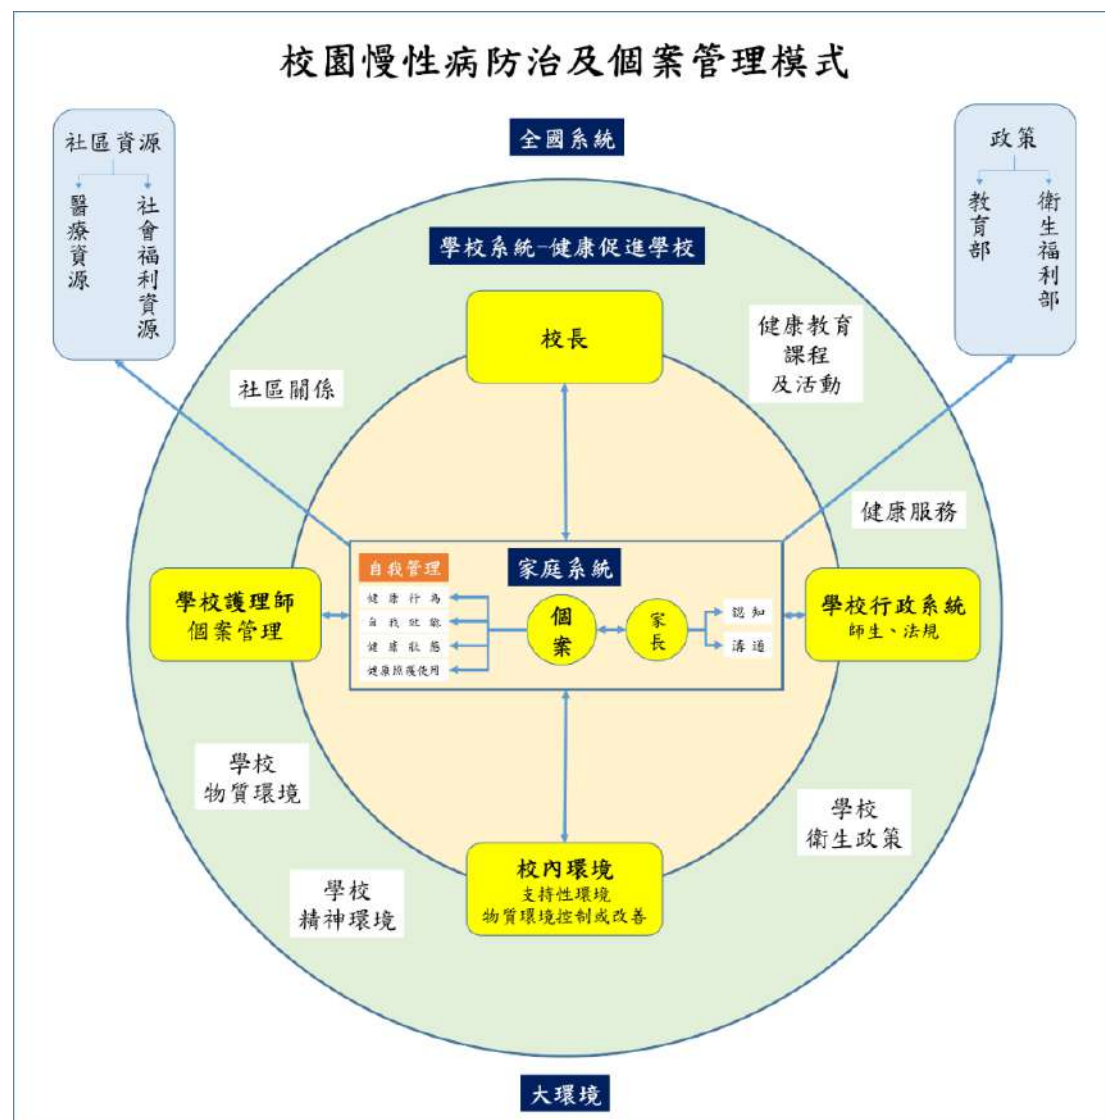 校園慢性病防治及個案管理模式
社區資源
醫療資源
社會福利資源
全國系統
政策
教育部
衛生福利部
學校系統-健康促進學校
校長
健康教育
課程
及活動
社區關係
健康服務
自我管理
健康行為
自我效能
健康狀態
健康照護使用
家庭系統
個案
家長
認知
溝通
學校護理師
個案管理
學校行政系統
師生、法規
學校
物質環境
學校
衛生政策
校內環境
支持性環境
物質環境控制或改善
學校
精神環境
大環境